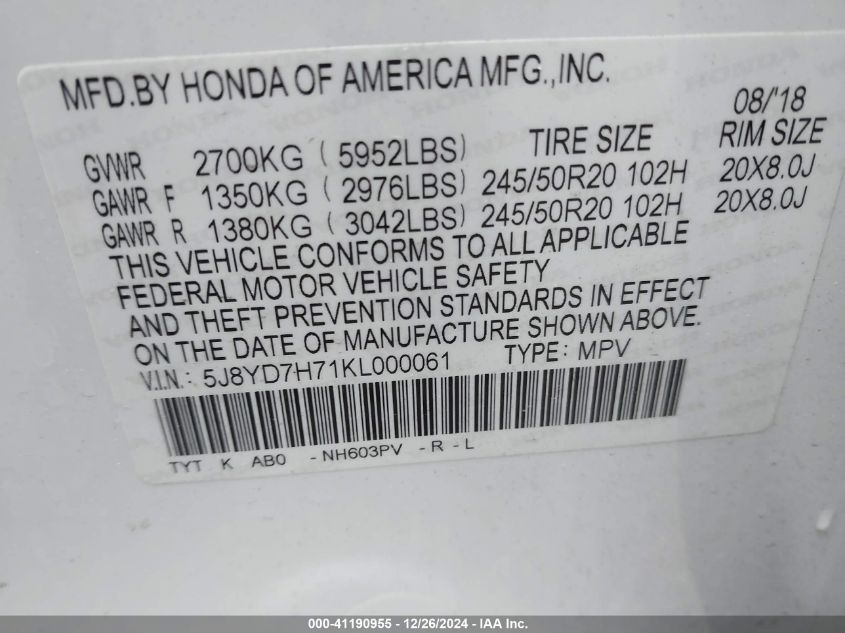 MFD.BY HONDA OF AMERICA MFG.,INC.
08/'18
GVWR 2700KG ( 5952LBS) TIRE SIZE RIM SIZE
GAWR F 1350KG ( 2976LBS) 245/50R20 102H 20X8.0J
GAWR R 1380KG ( 3042LBS) 245/50R20 102H 20X8.0J
THIS VEHICLE CONFORMS TO ALL APPLICABLE
FEDERAL MOTOR VEHICLE SAFETY
AND THEFT PREVENTION STANDARDS IN EFFECT
ON THE DATE OF MANUFACTURE SHOWN ABOVE.
V.I.N.: 5J8YD7H71KL000061 TYPE: MPV
TYT K AB0 -NH603PV -R-L
000-41190955 - 12/26/2024 - IAA Inc.